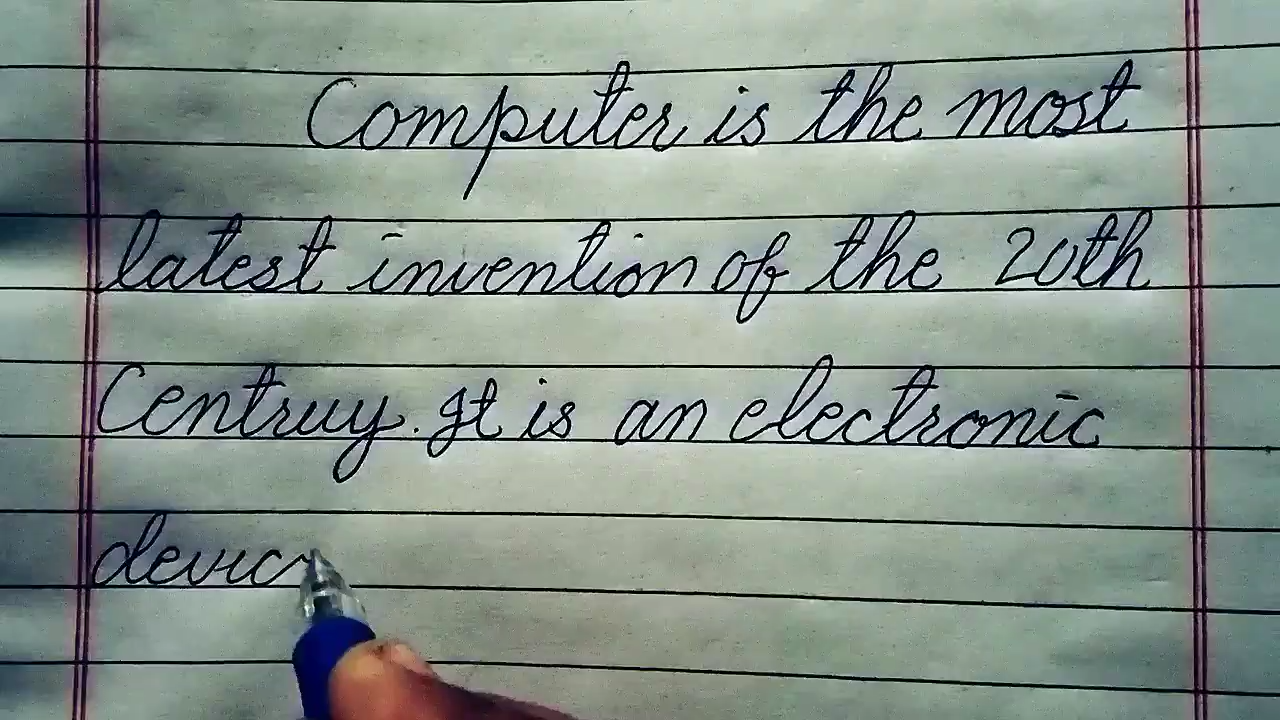 Computer is the most
latest invention of the 20th
Centruy. It is an electronic
devic